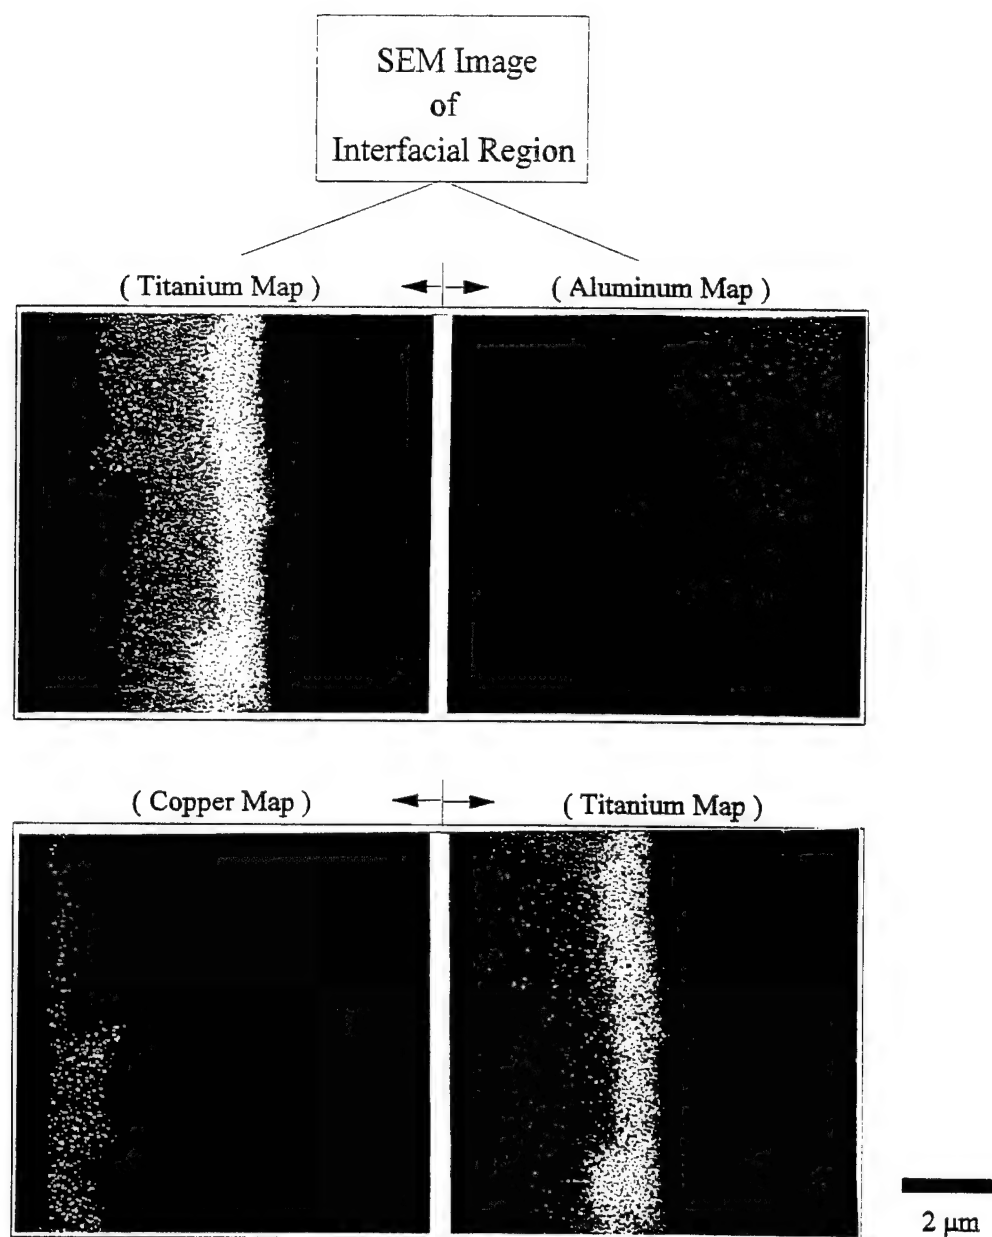 SEM Image
of
Interfacial Region
( Titanium Map )
( Aluminum Map )
( Copper Map )
( Titanium Map )
2 μm